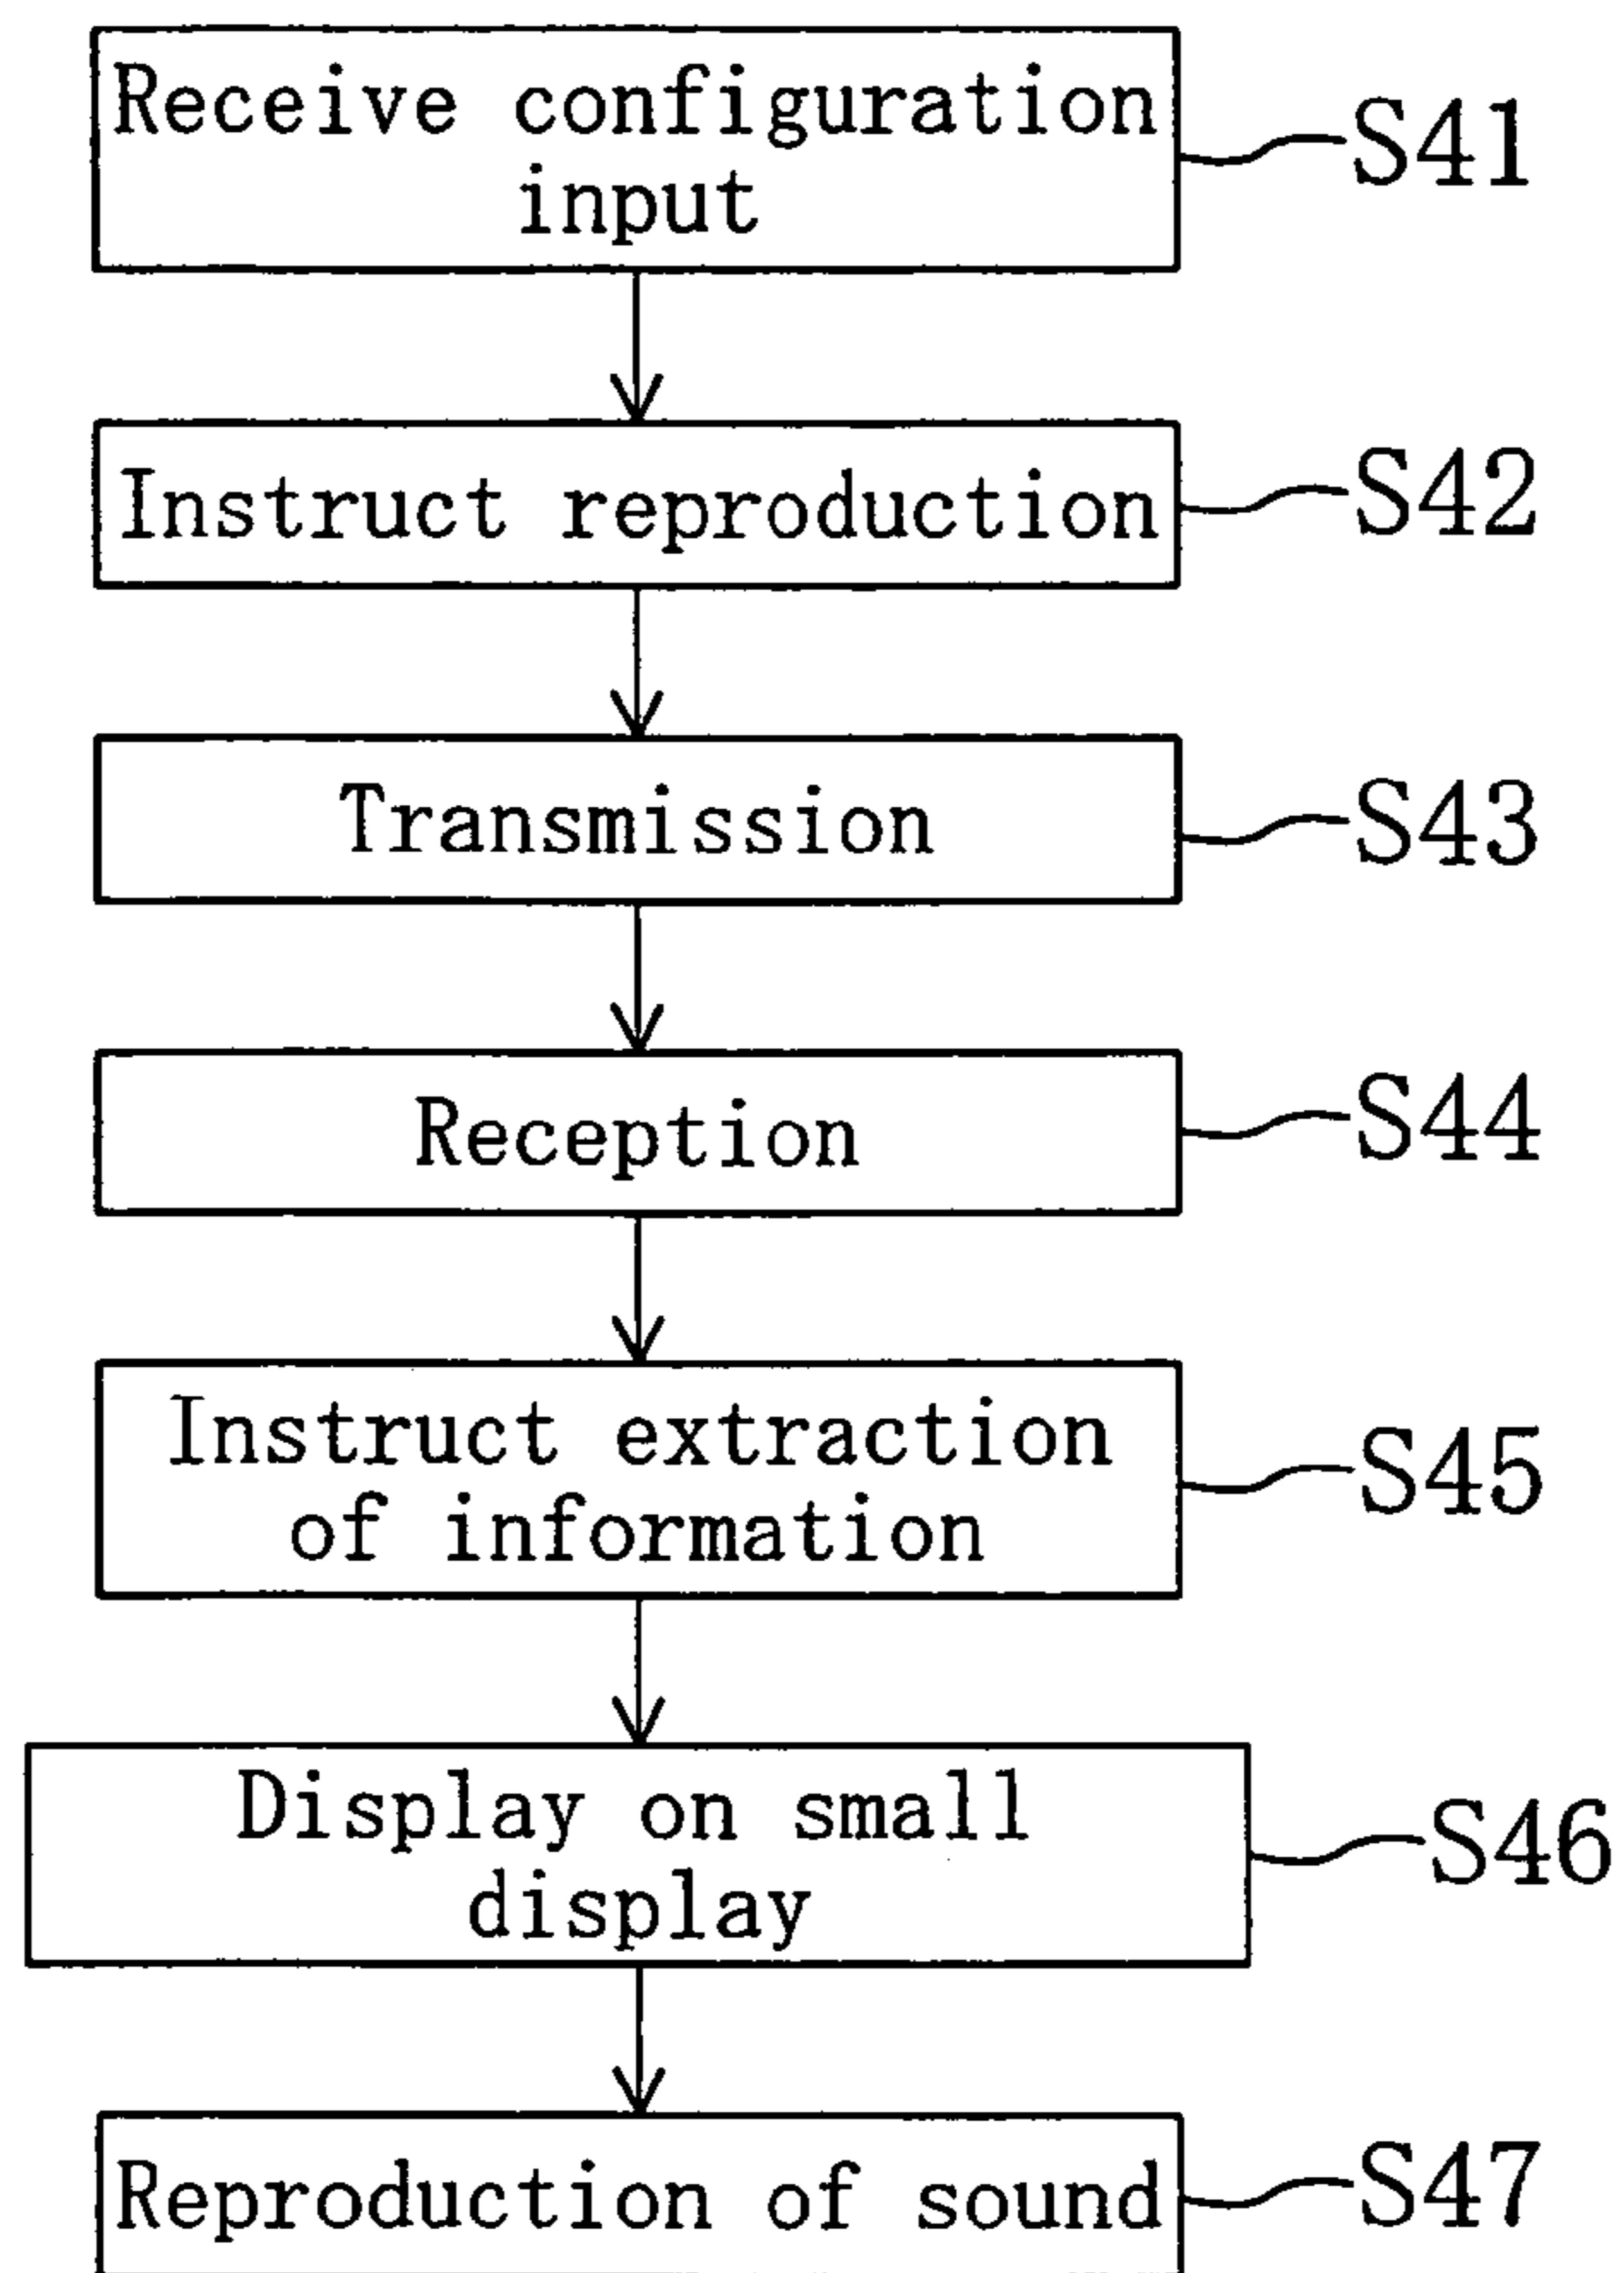 Receive configuration
input
S41
Instruct reproduction
S42
Transmission
S43
Reception
S44
Instruct extraction
of information
S45
Display on small
display
S46
Reproduction of sound
S47